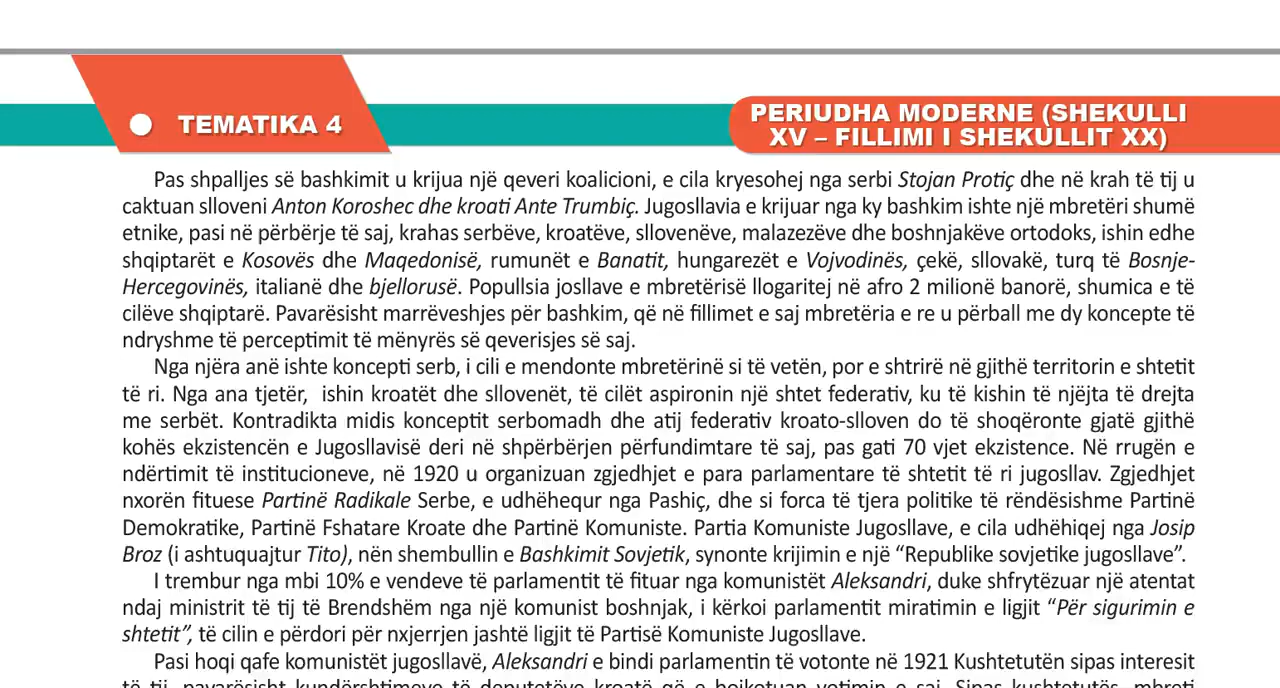 TEMATIKA 4
PERIUDHA MODERNE (SHEKULLI
XV – FILLIMI I SHEKULLIT XX)
Pas shpalljes së bashkimit u krijua një qeveri koalicioni, e cila kryesohej nga serbi Stojan Protiç dhe në krah të tij u
caktuan slloveni Anton Koroshec dhe kroati Ante Trumbiç. Jugosllavia e krijuar nga ky bashkim ishte një mbretëri shumë
etnike, pasi në përbërje të saj, krahas serbëve, kroatëve, sllovenëve, malazezëve dhe boshnjakëve ortodoks, ishin edhe
shqiptarët e Kosovës dhe Maqedonisë, rumunët e Banatit, hungarezët e Vojvodinës, çekë, sllovakë, turq të Bosnje-
Hercegovinës, italianë dhe bjellorusë. Popullsia josllave e mbretërisë llogaritej në afro 2 milionë banorë, shumica e të
cilëve shqiptarë. Pavarësisht marrëveshjes për bashkim, që në fillimet e saj mbretëria e re u përball me dy koncepte të
ndryshme të perceptimit të mënyrës së qeverisjes së saj.
Nga njëra anë ishte koncepti serb, i cili e mendonte mbretërinë si të vetën, por e shtrirë në gjithë territorin e shtetit
të ri. Nga ana tjetër, ishin kroatët dhe sllovenët, të cilët aspironin një shtet federativ, ku të kishin të njëjta të drejta
me serbët. Kontradikta midis konceptit serbomadh dhe atij federativ kroato-slloven do të shoqëronte gjatë gjithë
kohës ekzistencën e Jugosllavisë deri në shpërbërjen përfundimtare të saj, pas gati 70 vjet ekzistence. Në rrugën e
ndërtimit të institucioneve, në 1920 u organizuan zgjedhjet e para parlamentare të shtetit të ri jugosllav. Zgjedhjet
nxorën fituese Partinë Radikale Serbe, e udhëhequr nga Pashiç, dhe si forca të tjera politike të rëndësishme Partinë
Demokratike, Partinë Fshatare Kroate dhe Partinë Komuniste. Partia Komuniste Jugosllave, e cila udhëhiqej nga Josip
Broz (i ashtuquajtur Tito), nën shembullin e Bashkimit Sovjetik, synonte krijimin e një “Republike sovjetike jugosllave”.
I trembur nga mbi 10% e vendeve të parlamentit të fituar nga komunistët Aleksandri, duke shfrytëzuar një atentat
ndaj ministrit të tij të Brendshëm nga një komunist boshnjak, i kërkoi parlamentit miratimin e ligjit “Për sigurimin e
shtetit”, të cilin e përdori për nxjerrjen jashtë ligjit të Partisë Komuniste Jugosllave.
Pasi hoqi qafe komunistët jugosllavë, Aleksandri e bindi parlamentin të votonte në 1921 Kushtetutën sipas interesit
të tij, pavarësisht kundërshtimeve të deputetëve kroatë që e bojkotuan votimin e saj. Sipas kushtetutës, mbreti